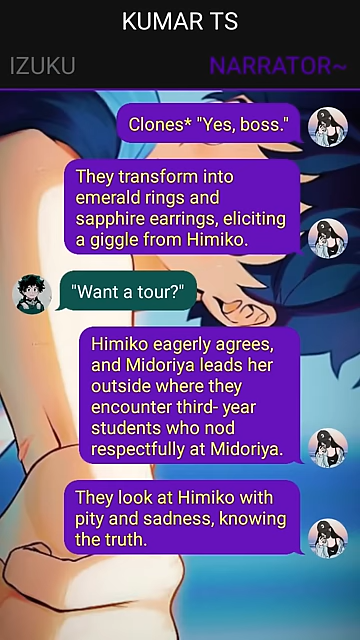 KUMAR TS
IZUKU
NARRATOR~
Clones* "Yes, boss."
They transform into
emerald rings and
sapphire earrings, eliciting
a giggle from Himiko.
"Want a tour?"
Himiko eagerly agrees,
and Midoriya leads her
outside where they
encounter third- year
students who nod
respectfully at Midoriya.
They look at Himiko with
pity and sadness, knowing
the truth.